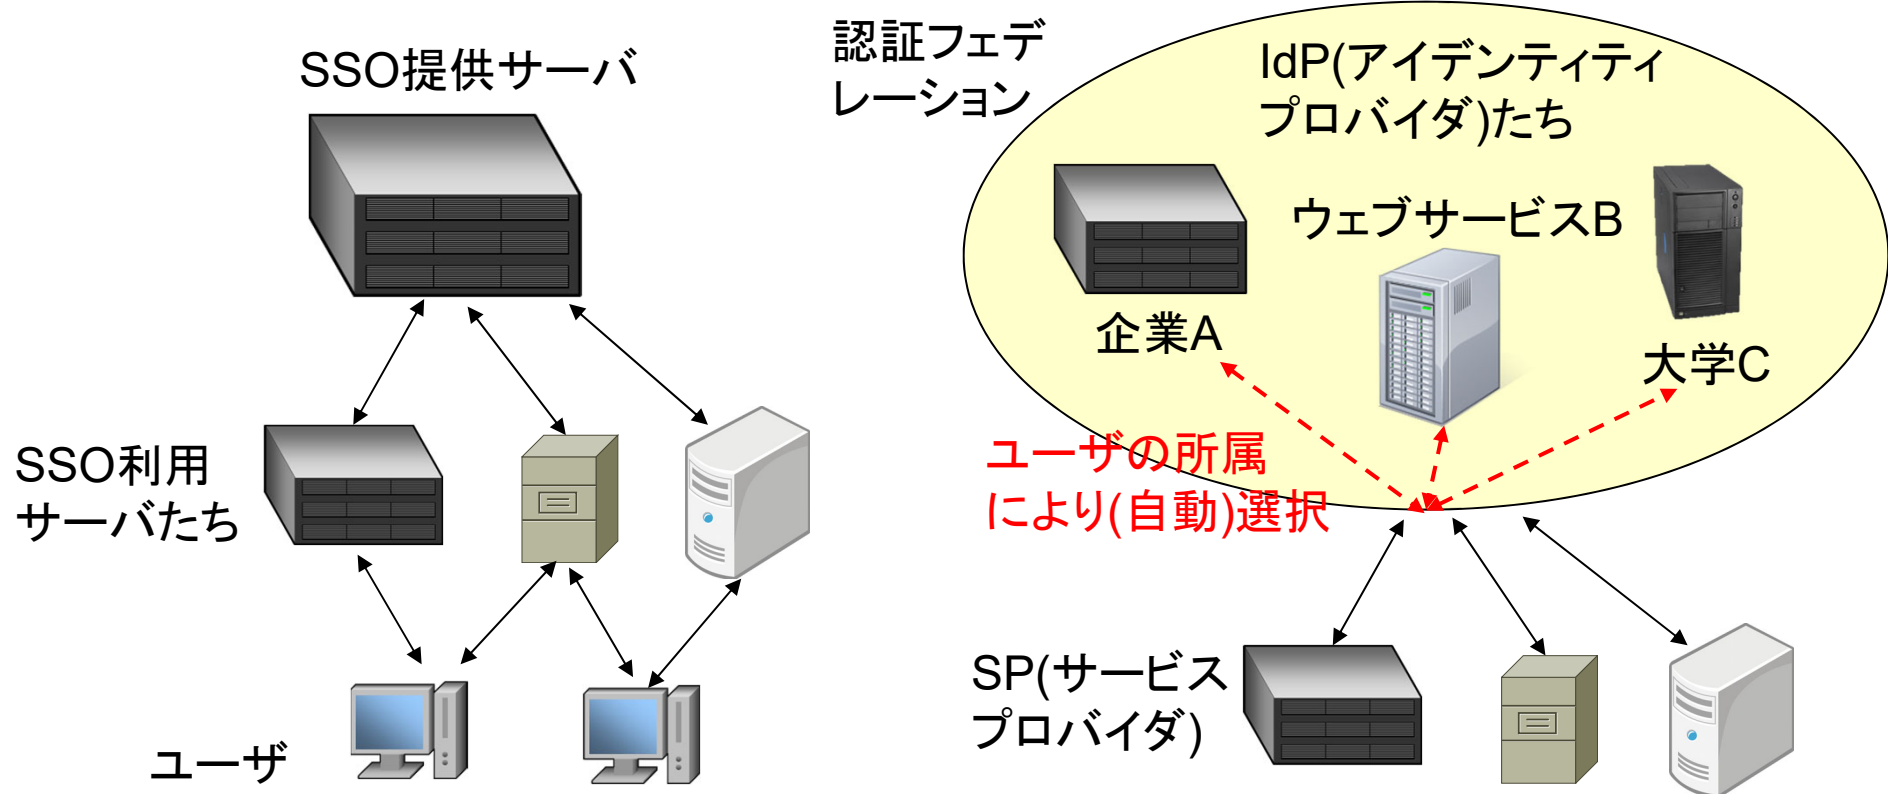 SSO提供サーバ
SSO利用
サーバたち
ユーザ
認証フェデ
レーション
IdP(アイデンティティ
プロバイダ)たち
ウェブサービスB
企業A
大学C
ユーザの所属
により(自動)選択
SP(サービス
プロバイダ)